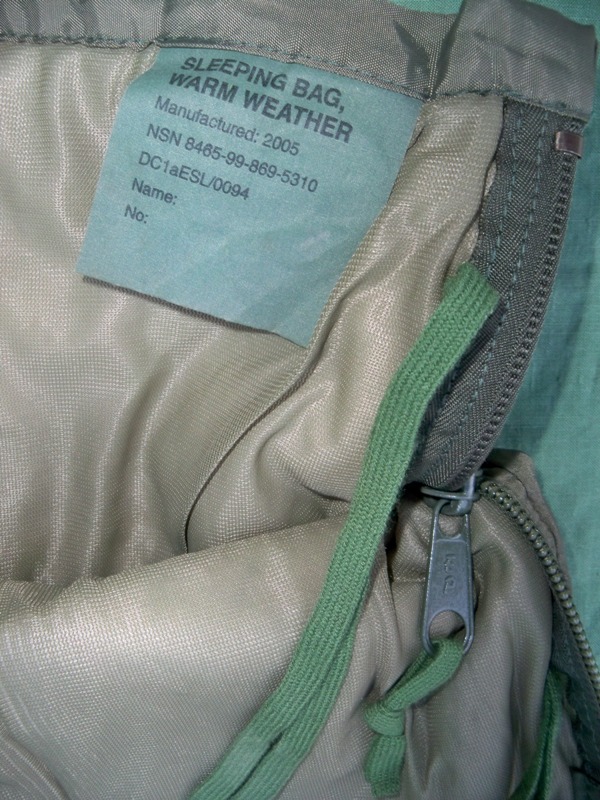 SLEEPING BAG,
WARM WEATHER
Manufactured: 2005
NSN 8465-99-869-5310
DC1aESL/0094
Name:
No: